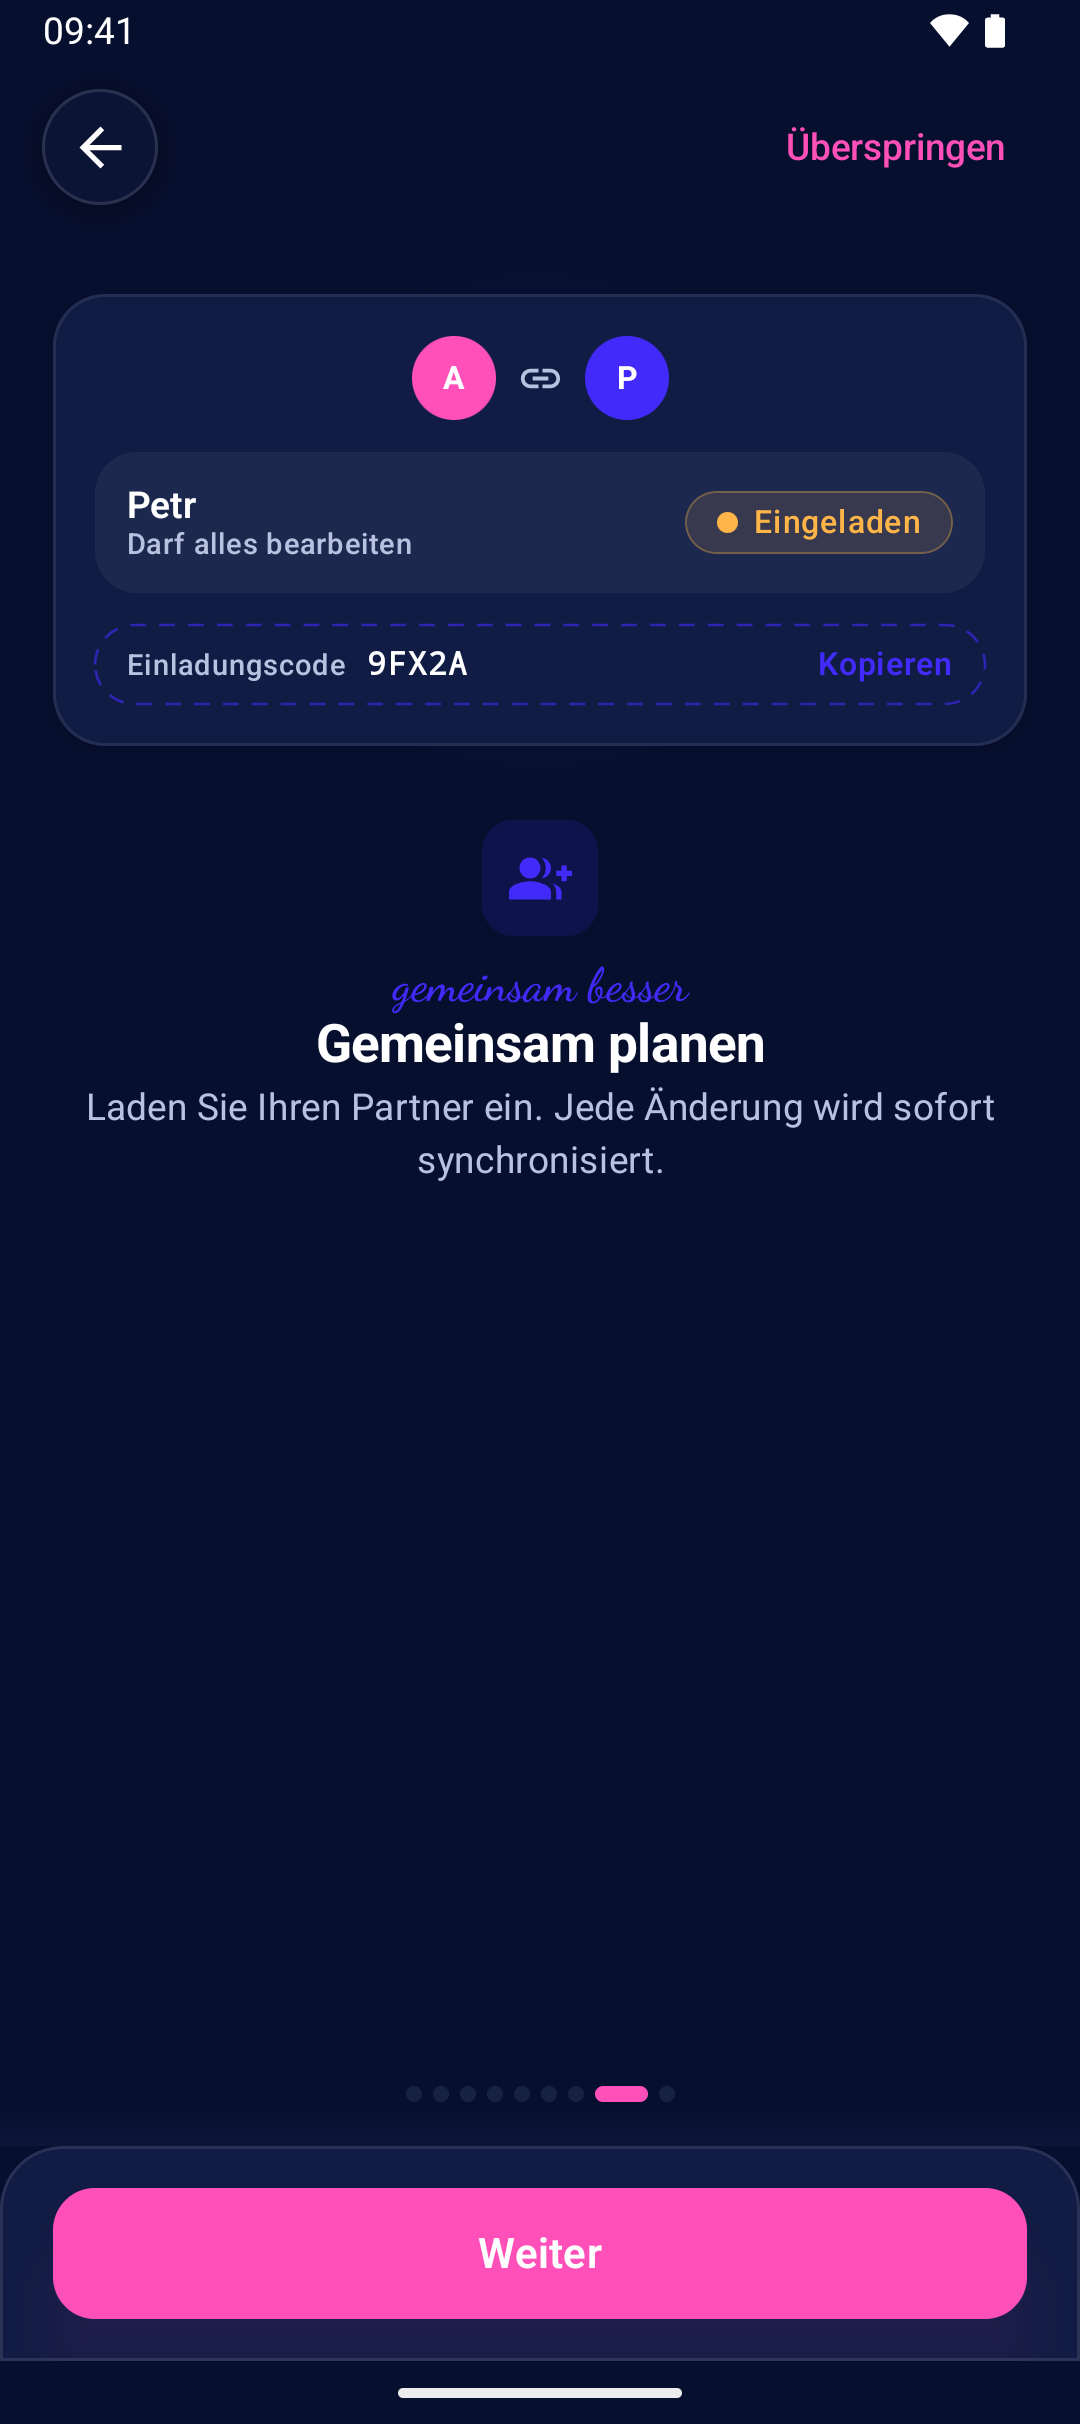 09:41
Überspringen
A P
Petr
Darf alles bearbeiten
Eingeladen
Einladungscode 9FX2A
Kopieren
gemeinsam besser
Gemeinsam planen
Laden Sie Ihren Partner ein. Jede Änderung wird sofort
synchronisiert.
Weiter